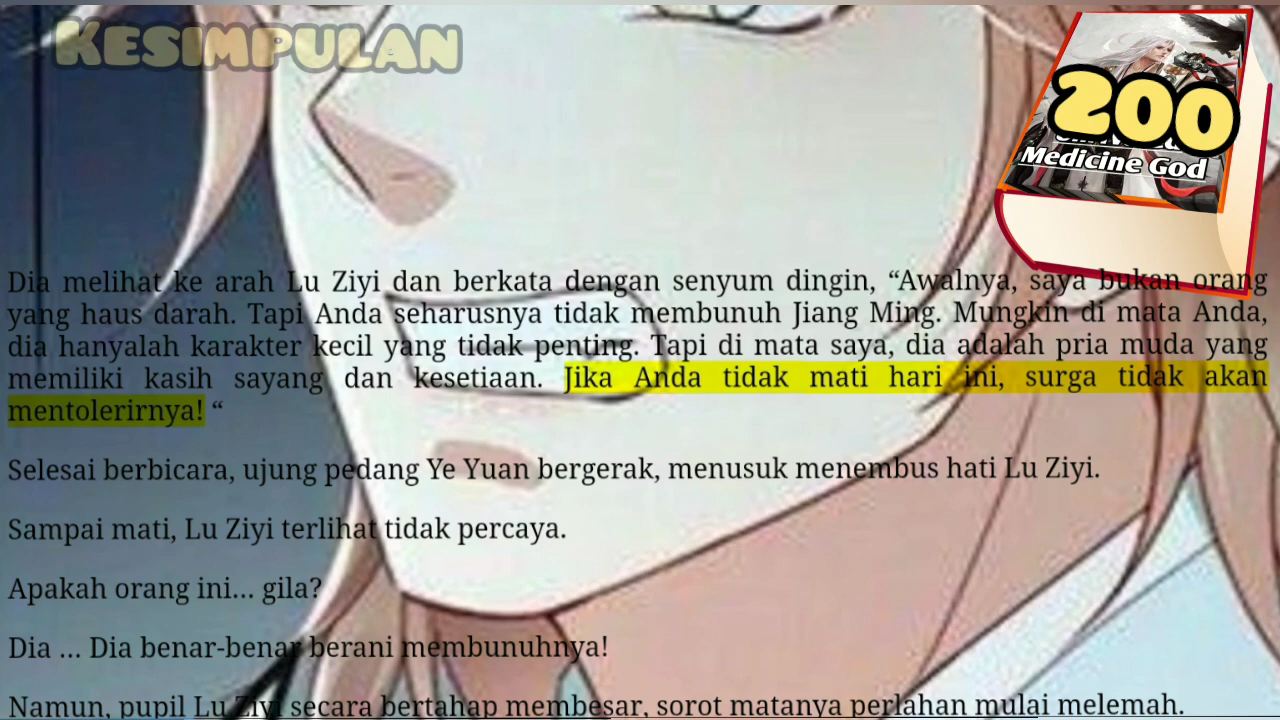 Kesimpulan
200
Medicine God
Dia melihat ke arah Lu Ziyi dan berkata dengan senyum dingin, “Awalnya, saya bukan orang
yang haus darah. Tapi Anda seharusnya tidak membunuh Jiang Ming. Mungkin di mata Anda,
dia hanyalah karakter kecil yang tidak penting. Tapi di mata saya, dia adalah pria muda yang
memiliki kasih sayang dan kesetiaan. Jika Anda tidak mati hari ini, surga tidak akan
mentolerirnya! “
Selesai berbicara, ujung pedang Ye Yuan bergerak, menusuk menembus hati Lu Ziyi.
Sampai mati, Lu Ziyi terlihat tidak percaya.
Apakah orang ini... gila?
Dia ... Dia benar-benar berani membunuhnya!
Namun, pupil Lu Ziyi secara bertahap membesar, sorot matanya perlahan mulai melemah.